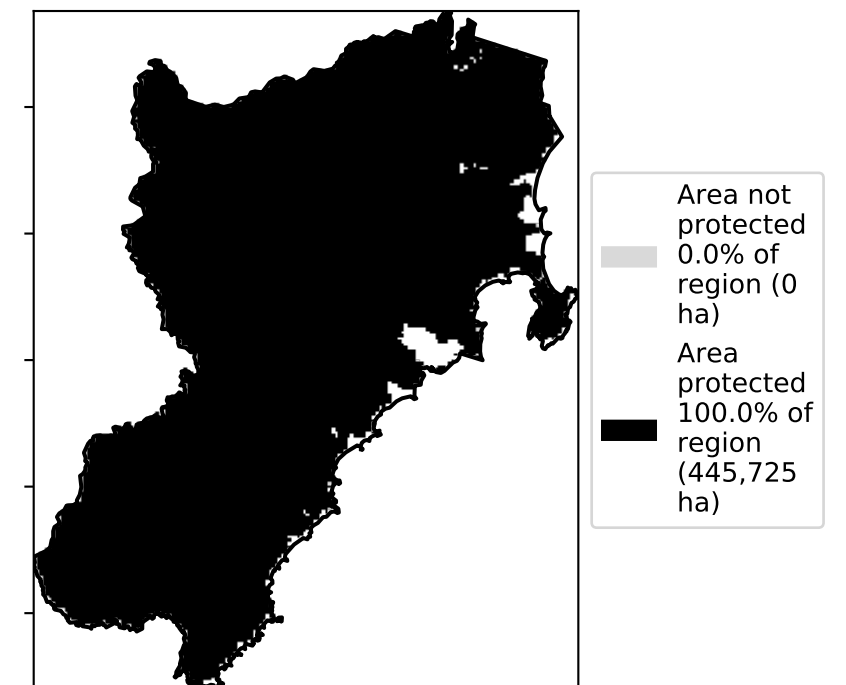 Area not
protected
0.0% of
region (0
ha)
Area
protected
100.0% of
region
(445,725
ha)